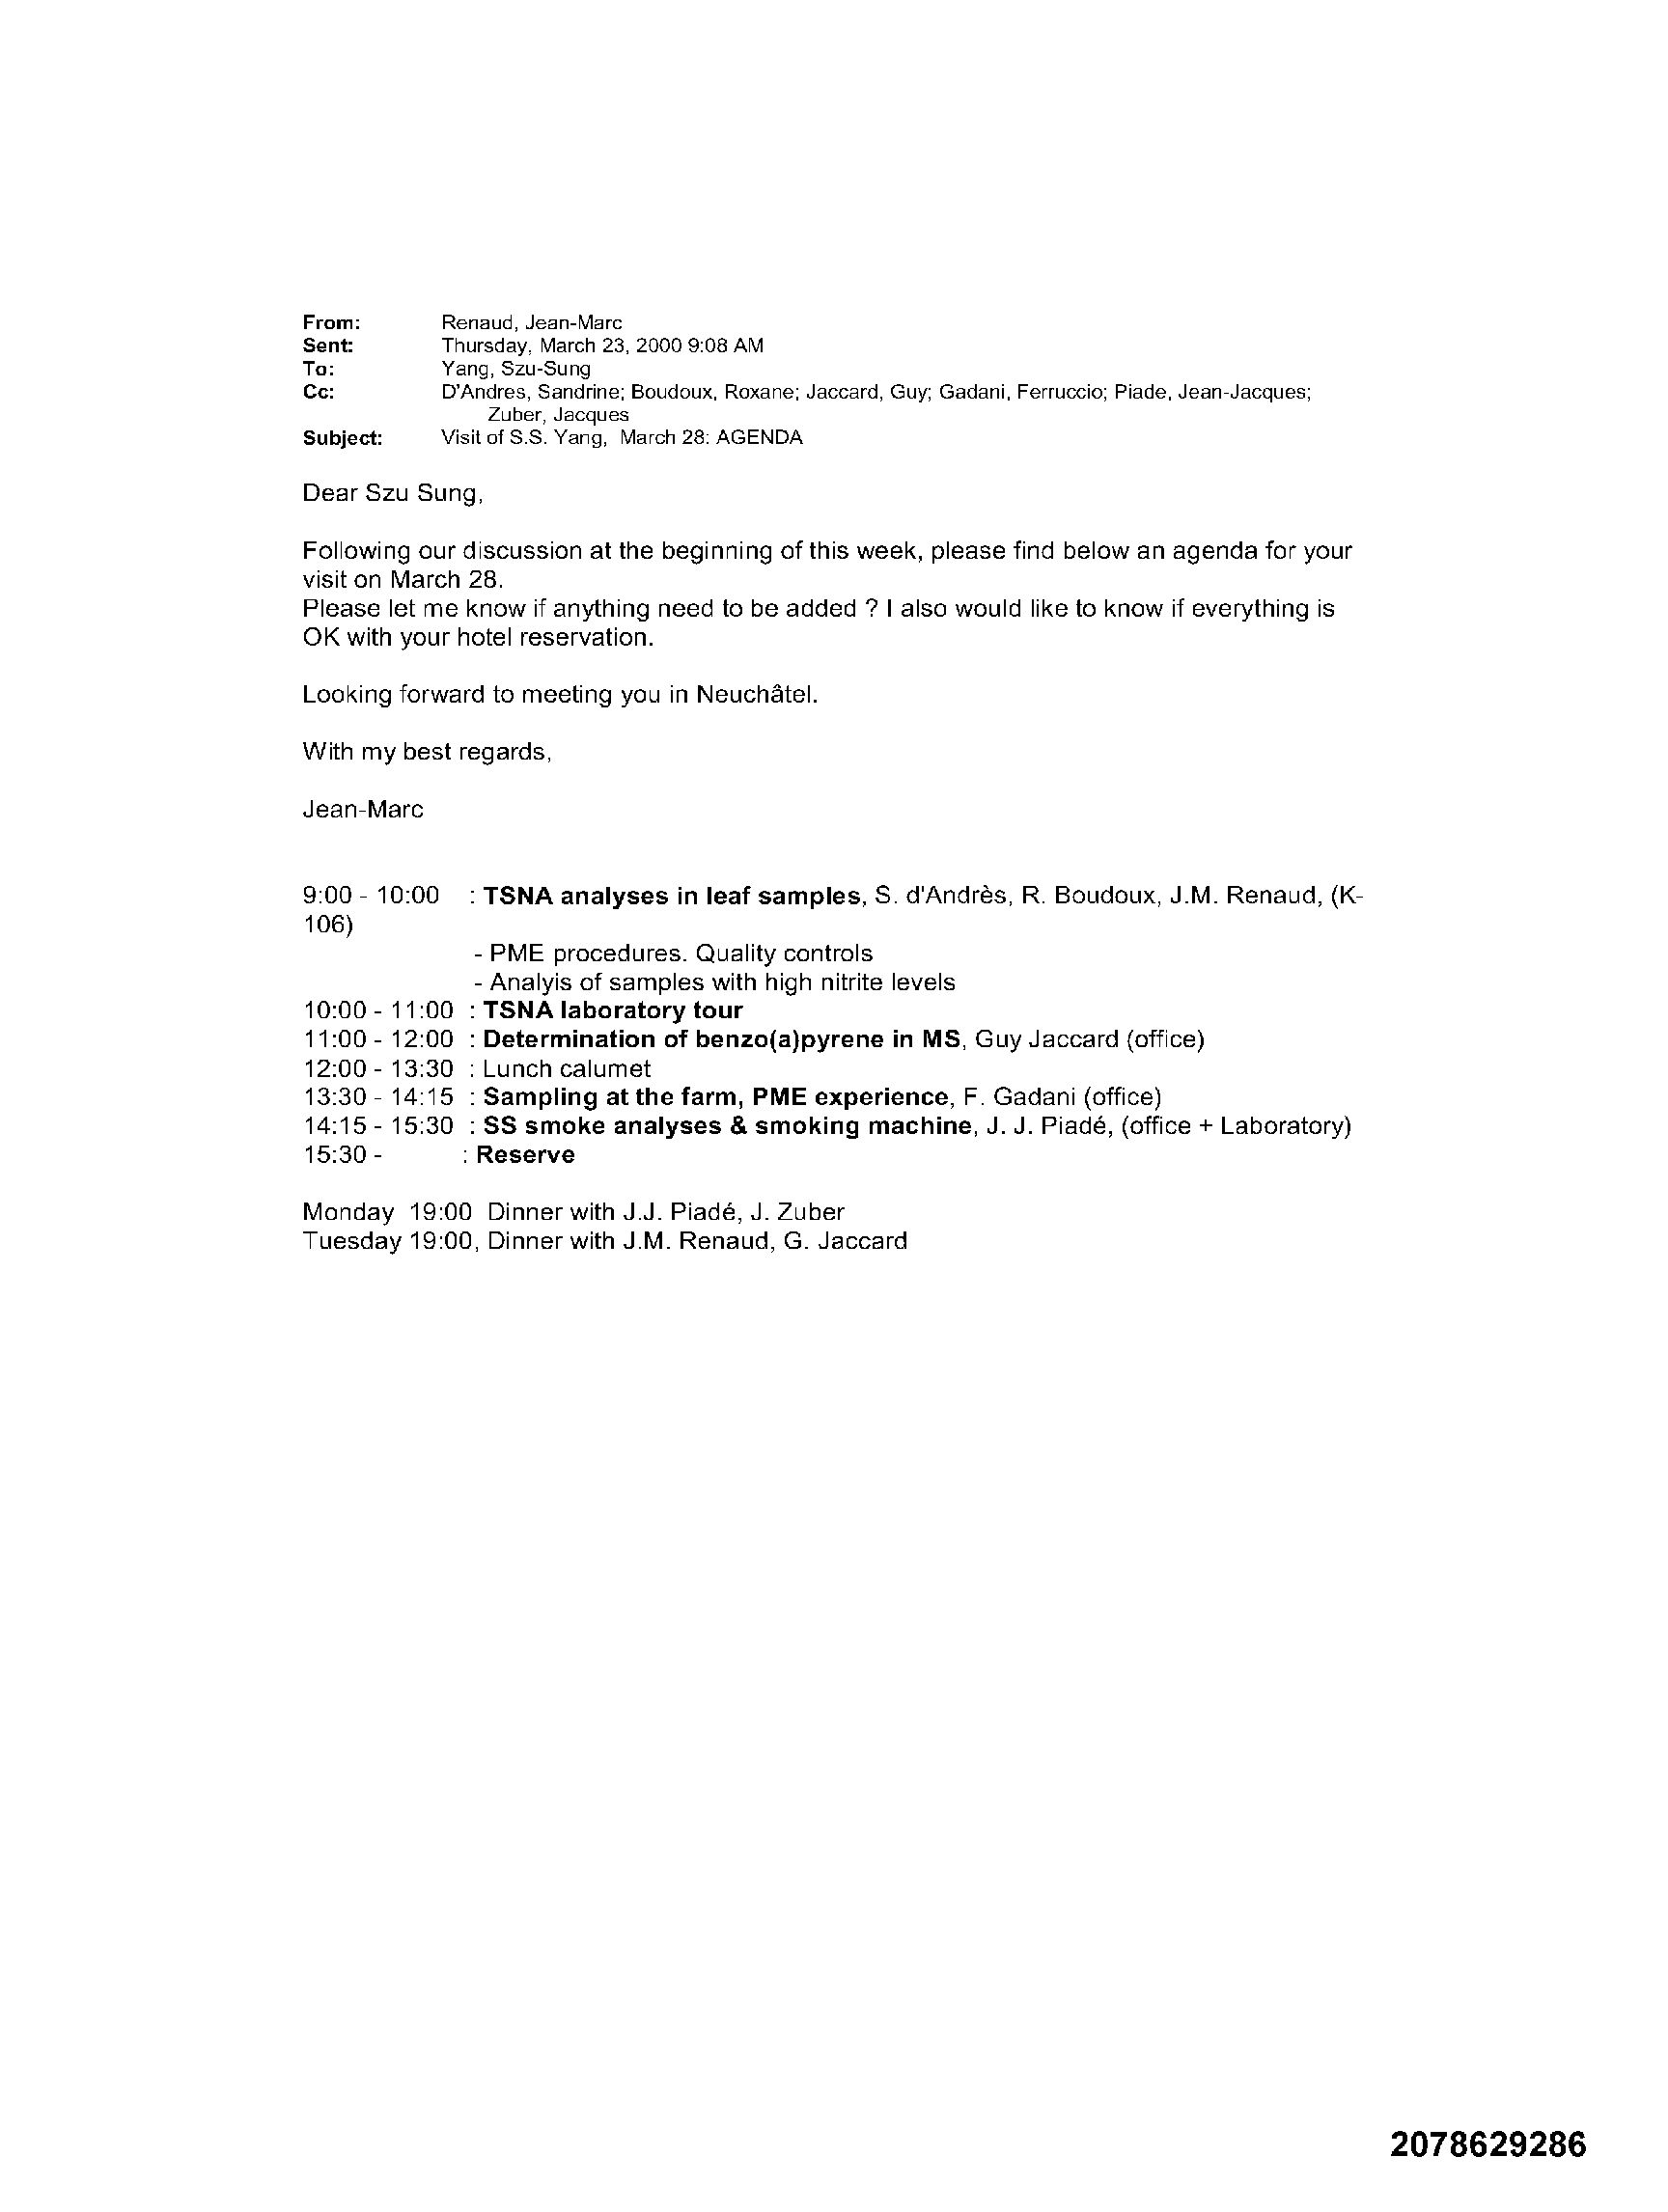 From: Renaud, Jean-Marc
Sent: Thursday, March 23, 2000 9:08 AM
To: Yang, Szu-Sung
Cc: D'Andres, Sandrine; Boudoux, Roxane; Jaccard, Guy; Gadani, Ferruccio; Piade, Jean-Jacques;
Zuber, Jacques
Subject: Visit of S.S. Yang, March 28: AGENDA
Dear Szu Sung,
Following our discussion at the beginning of this week, please find below an agenda for your
visit on March 28.
Please let me know if anything need to be added ? I also would like to know if everything is
OK with your hotel reservation.
Looking forward to meeting you in Neuchâtel.
With my best regards,
Jean-Marc
9:00 - 10:00 : TSNA analyses in leaf samples, S. d'Andrès, R. Boudoux, J.M. Renaud, (K-
106)
- PME procedures. Quality controls
- Analyis of samples with high nitrite levels
10:00 - 11:00 : TSNA laboratory tour
11:00 - 12:00 : Determination of benzo(a)pyrene in MS, Guy Jaccard (office)
12:00 - 13:30 : Lunch calumet
13:30 - 14:15 : Sampling at the farm, PME experience, F. Gadani (office)
14:15 - 15:30 : SS smoke analyses & smoking machine, J. J. Piadé, (office + Laboratory)
15:30 - : Reserve
Monday 19:00 Dinner with J.J. Piadé, J. Zuber
Tuesday 19:00, Dinner with J.M. Renaud, G. Jaccard
2078629286